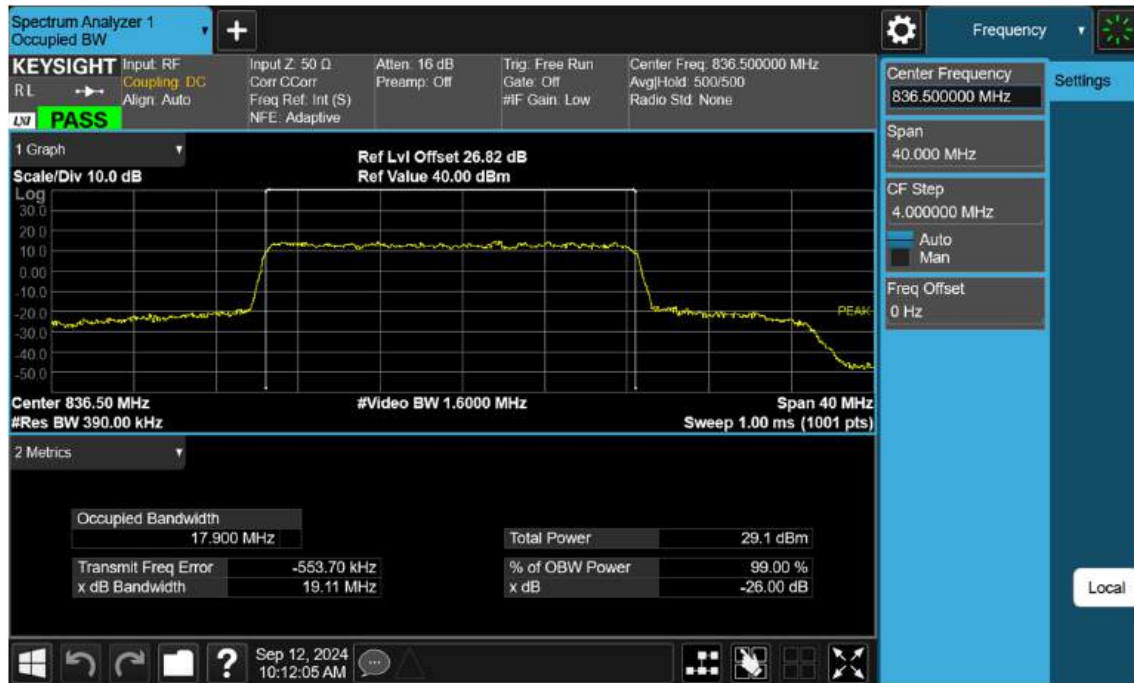 Spectrum Analyzer 1
Occupied BW
Frequency
KEYSIGHT
RL
LXI
PASS
Input: RF
Coupling: DC
Align: Auto
Input Z: 50 Ω
Corr CCorr
Freq Ref: Int (S)
NFE: Adaptive
Atten: 16 dB
Preamp: Off
Trig: Free Run
Gate: Off
#IF Gain: Low
Center Freq: 836.500000 MHz
Avg|Hold: 500/500
Radio Std: None
Center Frequency
836.500000 MHz
Settings
Span
40.000 MHz
CF Step
4.000000 MHz
Auto
Man
Freq Offset
0 Hz
1 Graph
Scale/Div 10.0 dB
Ref Lvl Offset 26.82 dB
Ref Value 40.00 dBm
Log
30.0
20.0
10.0
0.00
-10.0
-20.0
-30.0
-40.0
-50.0
PEAK
Center 836.50 MHz
#Video BW 1.6000 MHz
Span 40 MHz
#Res BW 390.00 kHz
Sweep 1.00 ms (1001 pts)
2 Metrics
Occupied Bandwidth
17.900 MHz
Total Power 29.1 dBm
Transmit Freq Error -553.70 kHz
% of OBW Power 99.00 %
x dB Bandwidth 19.11 MHz
x dB -26.00 dB
Local
?
Sep 12, 2024
10:12:05 AM